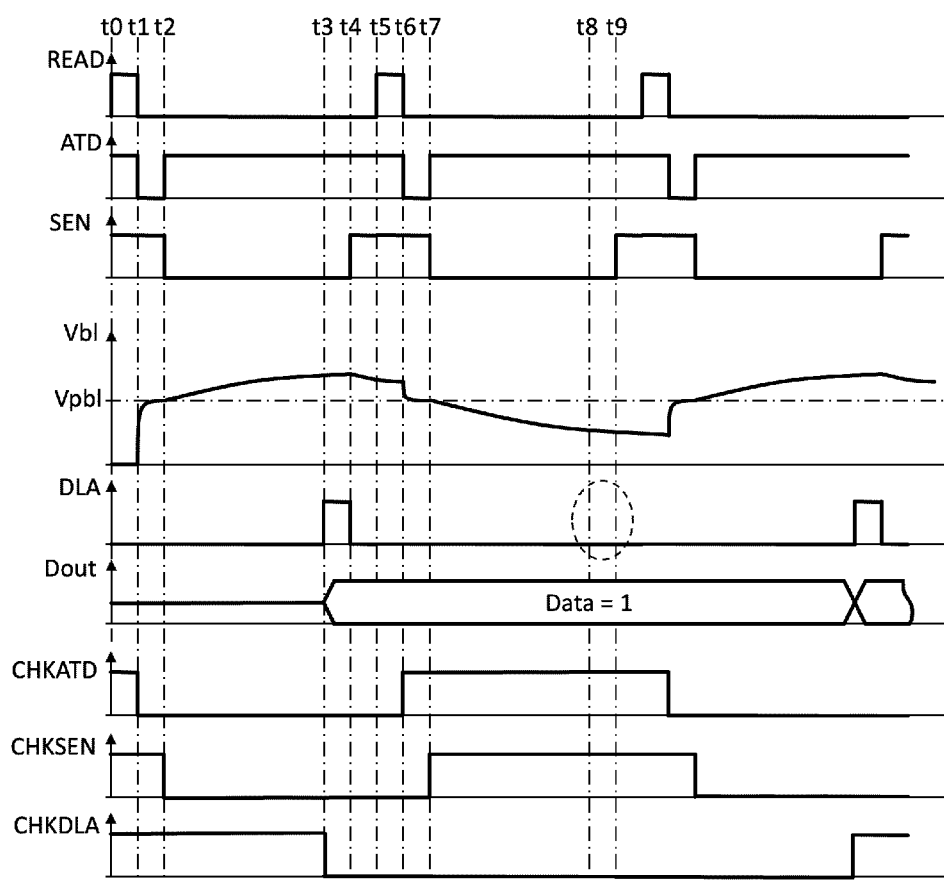 t0 t1 t2 t3 t4 t5 t6 t7 t8 t9
READ
ATD
SEN
Vbl
Vpbl
DLA
Dout
Data = 1
CHKATD
CHKSEN
CHKDLA